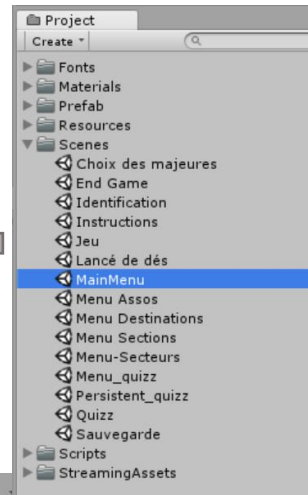 Project
Create
Fonts
Materials
Prefab
Resources
Scenes
Choix des majeures
End Game
Identification
Instructions
Jeu
Lancé de dés
MainMenu
Menu Assos
Menu Destinations
Menu Sections
Menu-Secteurs
Menu_quizz
Persistent_quizz
Quizz
Sauvegarde
Scripts
StreamingAssets